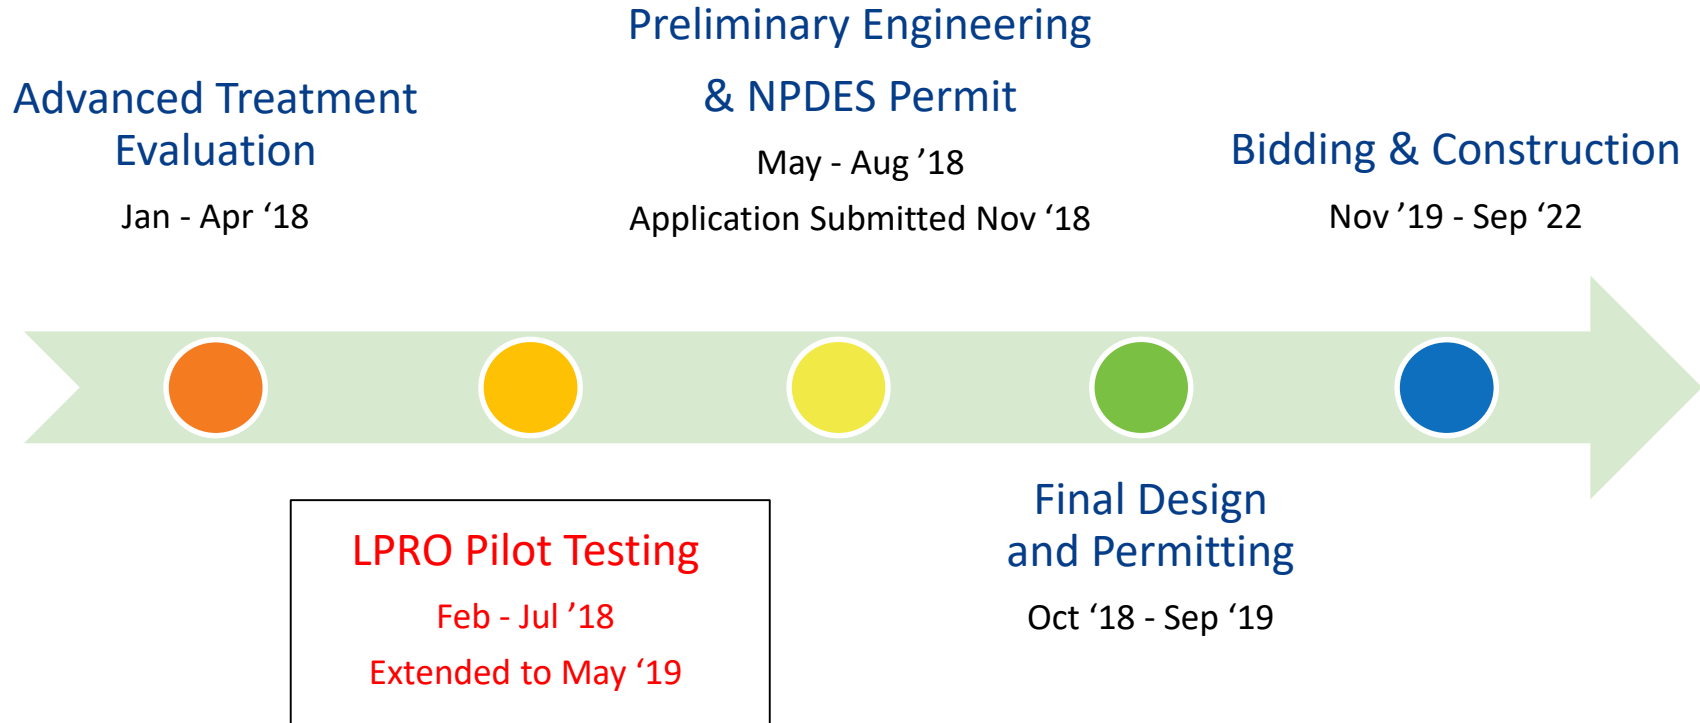 Advanced Treatment
Evaluation
Jan - Apr ‘18
LPRO Pilot Testing
Feb - Jul ’18
Extended to May ‘19
Preliminary Engineering
& NPDES Permit
May - Aug ’18
Application Submitted Nov ‘18
Final Design
and Permitting
Oct ‘18 - Sep ‘19
Bidding & Construction
Nov ’19 - Sep ‘22